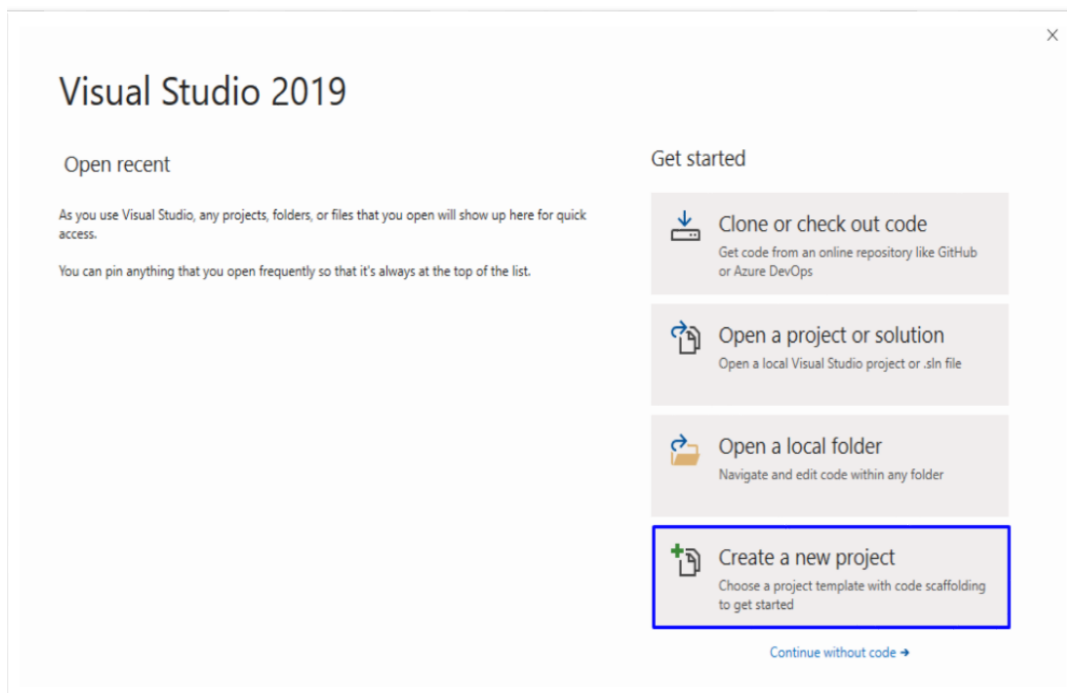 Visual Studio 2019
Open recent
As you use Visual Studio, any projects, folders, or files that you open will show up here for quick
access.
You can pin anything that you open frequently so that it's always at the top of the list.
Get started
Clone or check out code
Get code from an online repository like GitHub
or Azure DevOps
Open a project or solution
Open a local Visual Studio project or .sln file
Open a local folder
Navigate and edit code within any folder
Create a new project
Choose a project template with code scaffolding
to get started
Continue without code →